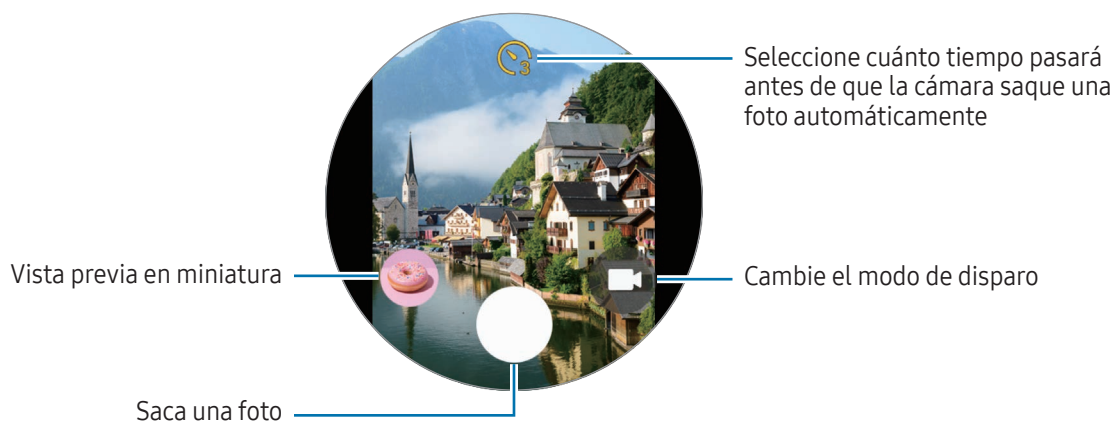 3
Seleccione cuánto tiempo pasará
antes de que la cámara saque una
foto automáticamente
Vista previa en miniatura
Cambie el modo de disparo
Saca una foto